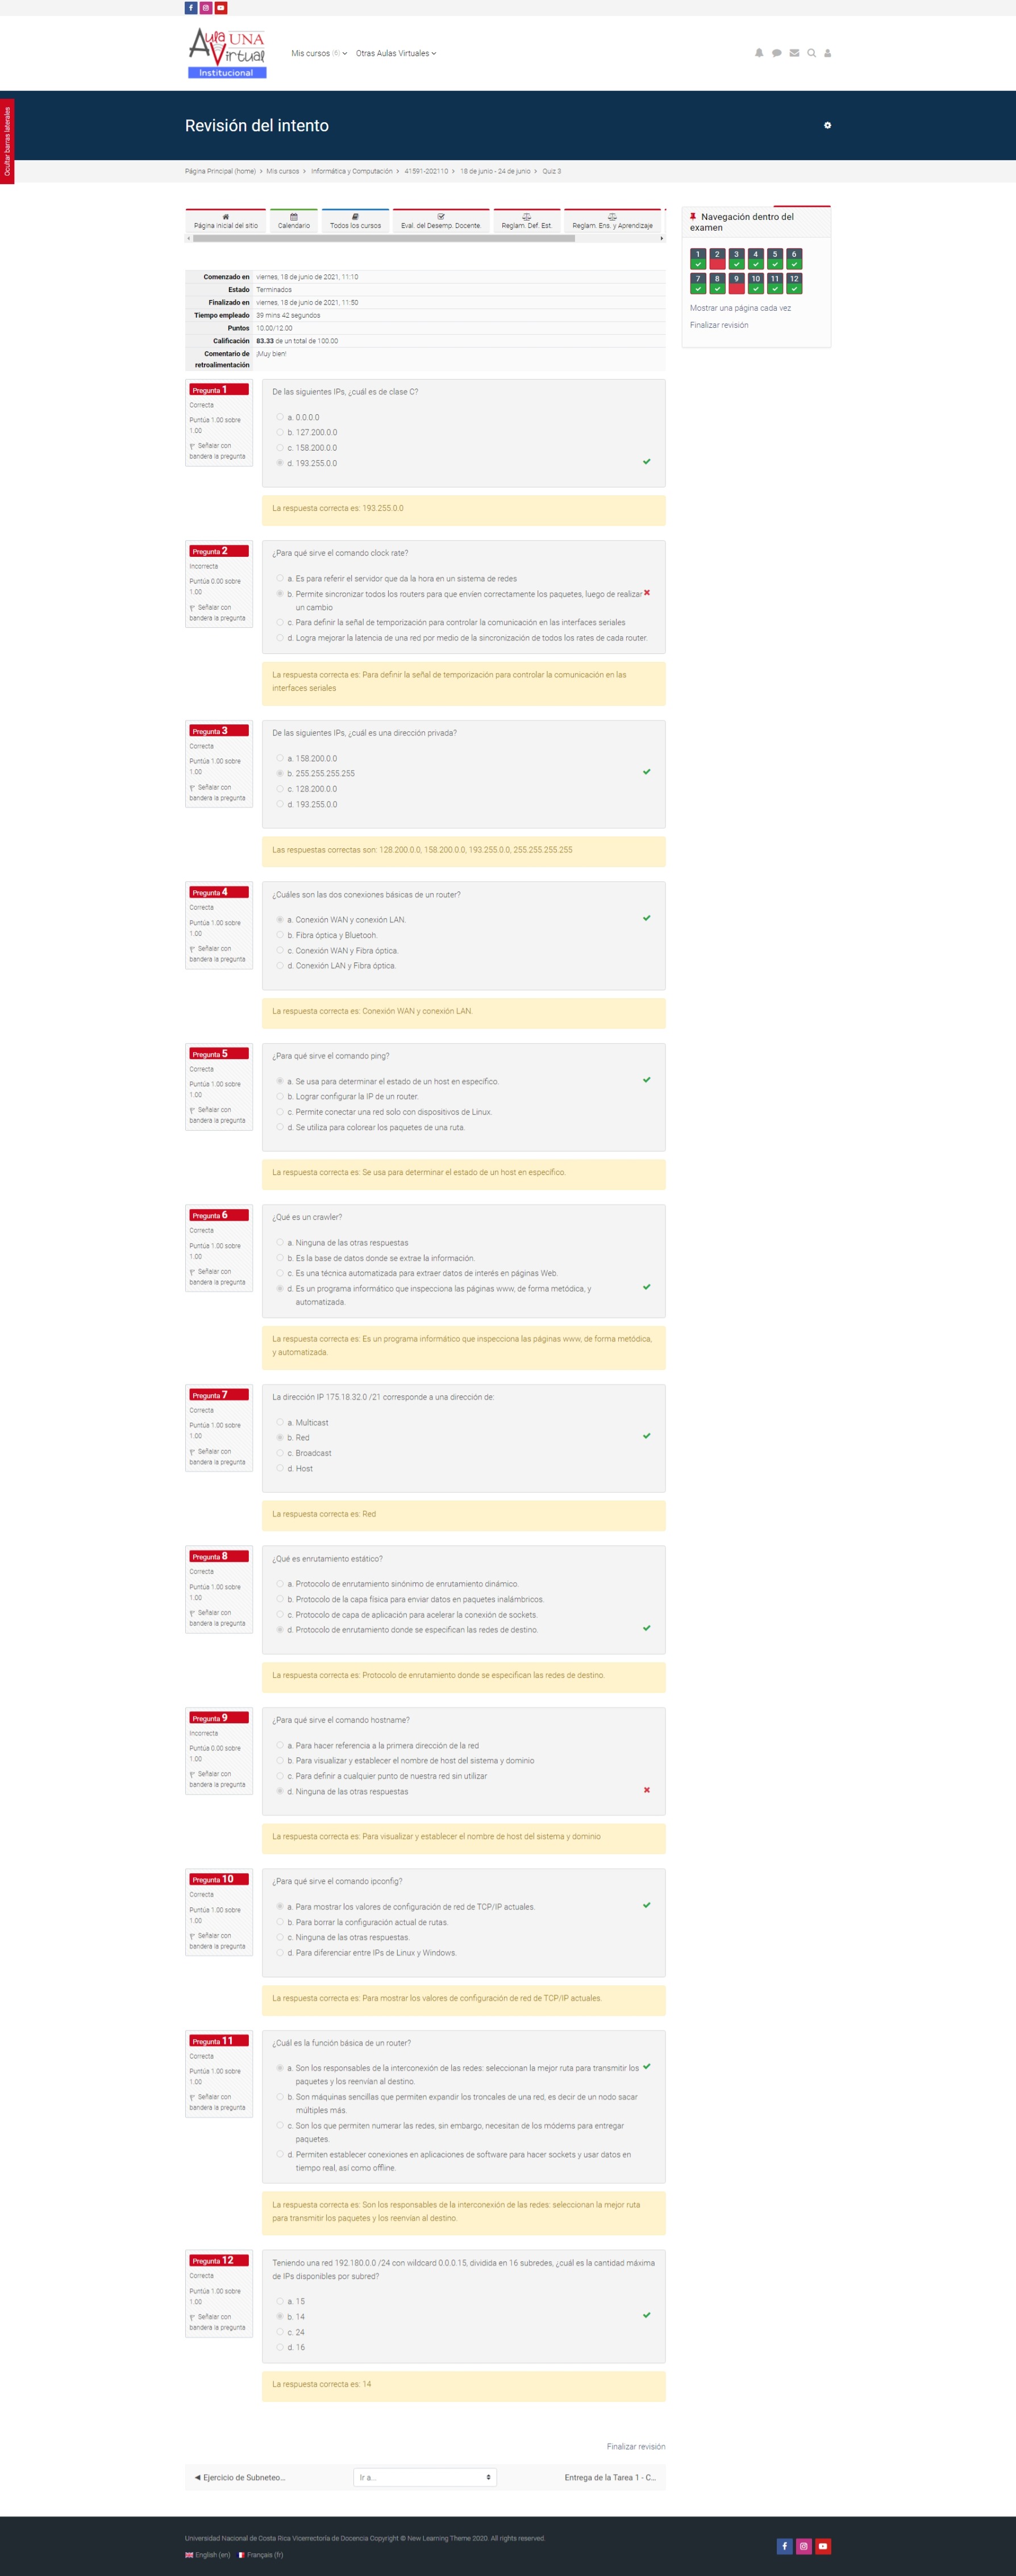 Aula UNA
Virtual
Institucional
Mis cursos (6) Otras Aulas Virtuales
Ocultar barras laterales
Revisión del intento
Página Principal (home) > Mis cursos > Informática y Computación > 41591-202110 > 18 de junio - 24 de junio > Quiz 3
Página inicial del sitio
Calendario
Todos los cursos
Eval. del Desemp. Docente.
Reglam. Def. Est.
Reglam. Ens. y Aprendizaje
Navegación dentro del
examen
1 2 3 4 5 6
7 8 9 10 11 12
Mostrar una página cada vez
Finalizar revisión
Comenzado en viernes, 18 de junio de 2021, 11:10
Estado Terminados
Finalizado en viernes, 18 de junio de 2021, 11:50
Tiempo empleado 39 mins 42 segundos
Puntos 10.00/12.00
Calificación 83.33 de un total de 100.00
Comentario de ¡Muy bien!
retroalimentación
Pregunta 1
Correcta
Puntúa 1.00 sobre
1.00
Señalar con
bandera la pregunta
De las siguientes IPs, ¿cuál es de clase C?
a. 0.0.0.0
b. 127.200.0.0
c. 158.200.0.0
d. 193.255.0.0
La respuesta correcta es: 193.255.0.0
Pregunta 2
Incorrecta
Puntúa 0.00 sobre
1.00
Señalar con
bandera la pregunta
¿Para qué sirve el comando clock rate?
a. Es para referir el servidor que da la hora en un sistema de redes
b. Permite sincronizar todos los routers para que envíen correctamente los paquetes, luego de realizar
un cambio
c. Para definir la señal de temporización para controlar la comunicación en las interfaces seriales
d. Logra mejorar la latencia de una red por medio de la sincronización de todos los rates de cada router.
La respuesta correcta es: Para definir la señal de temporización para controlar la comunicación en las
interfaces seriales
Pregunta 3
Correcta
Puntúa 1.00 sobre
1.00
Señalar con
bandera la pregunta
De las siguientes IPs, ¿cuál es una dirección privada?
a. 158.200.0.0
b. 255.255.255.255
c. 128.200.0.0
d. 193.255.0.0
Las respuestas correctas son: 128.200.0.0, 158.200.0.0, 193.255.0.0, 255.255.255.255
Pregunta 4
Correcta
Puntúa 1.00 sobre
1.00
Señalar con
bandera la pregunta
¿Cuáles son las dos conexiones básicas de un router?
a. Conexión WAN y conexión LAN.
b. Fibra óptica y Bluetooh.
c. Conexión WAN y Fibra óptica.
d. Conexión LAN y Fibra óptica.
La respuesta correcta es: Conexión WAN y conexión LAN.
Pregunta 5
Correcta
Puntúa 1.00 sobre
1.00
Señalar con
bandera la pregunta
¿Para qué sirve el comando ping?
a. Se usa para determinar el estado de un host en específico.
b. Lograr configurar la IP de un router.
c. Permite conectar una red solo con dispositivos de Linux.
d. Se utiliza para colorear los paquetes de una ruta.
La respuesta correcta es: Se usa para determinar el estado de un host en específico.
Pregunta 6
Correcta
Puntúa 1.00 sobre
1.00
Señalar con
bandera la pregunta
¿Qué es un crawler?
a. Ninguna de las otras respuestas
b. Es la base de datos donde se extrae la información.
c. Es una técnica automatizada para extraer datos de interés en páginas Web.
d. Es un programa informático que inspecciona las páginas www, de forma metódica, y
automatizada.
La respuesta correcta es: Es un programa informático que inspecciona las páginas www, de forma metódica,
y automatizada.
Pregunta 7
Correcta
Puntúa 1.00 sobre
1.00
Señalar con
bandera la pregunta
La dirección IP 175.18.32.0 /21 corresponde a una dirección de:
a. Multicast
b. Red
c. Broadcast
d. Host
La respuesta correcta es: Red
Pregunta 8
Correcta
Puntúa 1.00 sobre
1.00
Señalar con
bandera la pregunta
¿Qué es enrutamiento estático?
a. Protocolo de enrutamiento sinónimo de enrutamiento dinámico.
b. Protocolo de la capa física para enviar datos en paquetes inalámbricos.
c. Protocolo de capa de aplicación para acelerar la conexión de sockets.
d. Protocolo de enrutamiento donde se especifican las redes de destino.
La respuesta correcta es: Protocolo de enrutamiento donde se especifican las redes de destino.
Pregunta 9
Incorrecta
Puntúa 0.00 sobre
1.00
Señalar con
bandera la pregunta
¿Para qué sirve el comando hostname?
a. Para hacer referencia a la primera dirección de la red
b. Para visualizar y establecer el nombre de host del sistema y dominio
c. Para definir a cualquier punto de nuestra red sin utilizar
d. Ninguna de las otras respuestas
La respuesta correcta es: Para visualizar y establecer el nombre de host del sistema y dominio
Pregunta 10
Correcta
Puntúa 1.00 sobre
1.00
Señalar con
bandera la pregunta
¿Para qué sirve el comando ipconfig?
a. Para mostrar los valores de configuración de red de TCP/IP actuales.
b. Para borrar la configuración actual de rutas.
c. Ninguna de las otras respuestas.
d. Para diferenciar entre IPs de Linux y Windows.
La respuesta correcta es: Para mostrar los valores de configuración de red de TCP/IP actuales.
Pregunta 11
Correcta
Puntúa 1.00 sobre
1.00
Señalar con
bandera la pregunta
¿Cuál es la función básica de un router?
a. Son los responsables de la interconexión de las redes: seleccionan la mejor ruta para transmitir los
paquetes y los reenvían al destino.
b. Son máquinas sencillas que permiten expandir los troncales de una red, es decir de un nodo sacar
múltiples más.
c. Son los que permiten numerar las redes, sin embargo, necesitan de los módems para entregar
paquetes.
d. Permiten establecer conexiones en aplicaciones de software para hacer sockets y usar datos en
tiempo real, así como offline.
La respuesta correcta es: Son los responsables de la interconexión de las redes: seleccionan la mejor ruta
para transmitir los paquetes y los reenvían al destino.
Pregunta 12
Correcta
Puntúa 1.00 sobre
1.00
Señalar con
bandera la pregunta
Teniendo una red 192.180.0.0 /24 con wildcard 0.0.0.15, dividida en 16 subredes, ¿cuál es la cantidad máxima
de IPs disponibles por subred?
a. 15
b. 14
c. 24
d. 16
La respuesta correcta es: 14
Finalizar revisión
◄ Ejercicio de Subneteo...
Ir a...
Entrega de la Tarea 1 - C...
Universidad Nacional de Costa Rica Vicerrectoría de Docencia Copyright © New Learning Theme 2020. All rights reserved.
English (en) Français (fr)